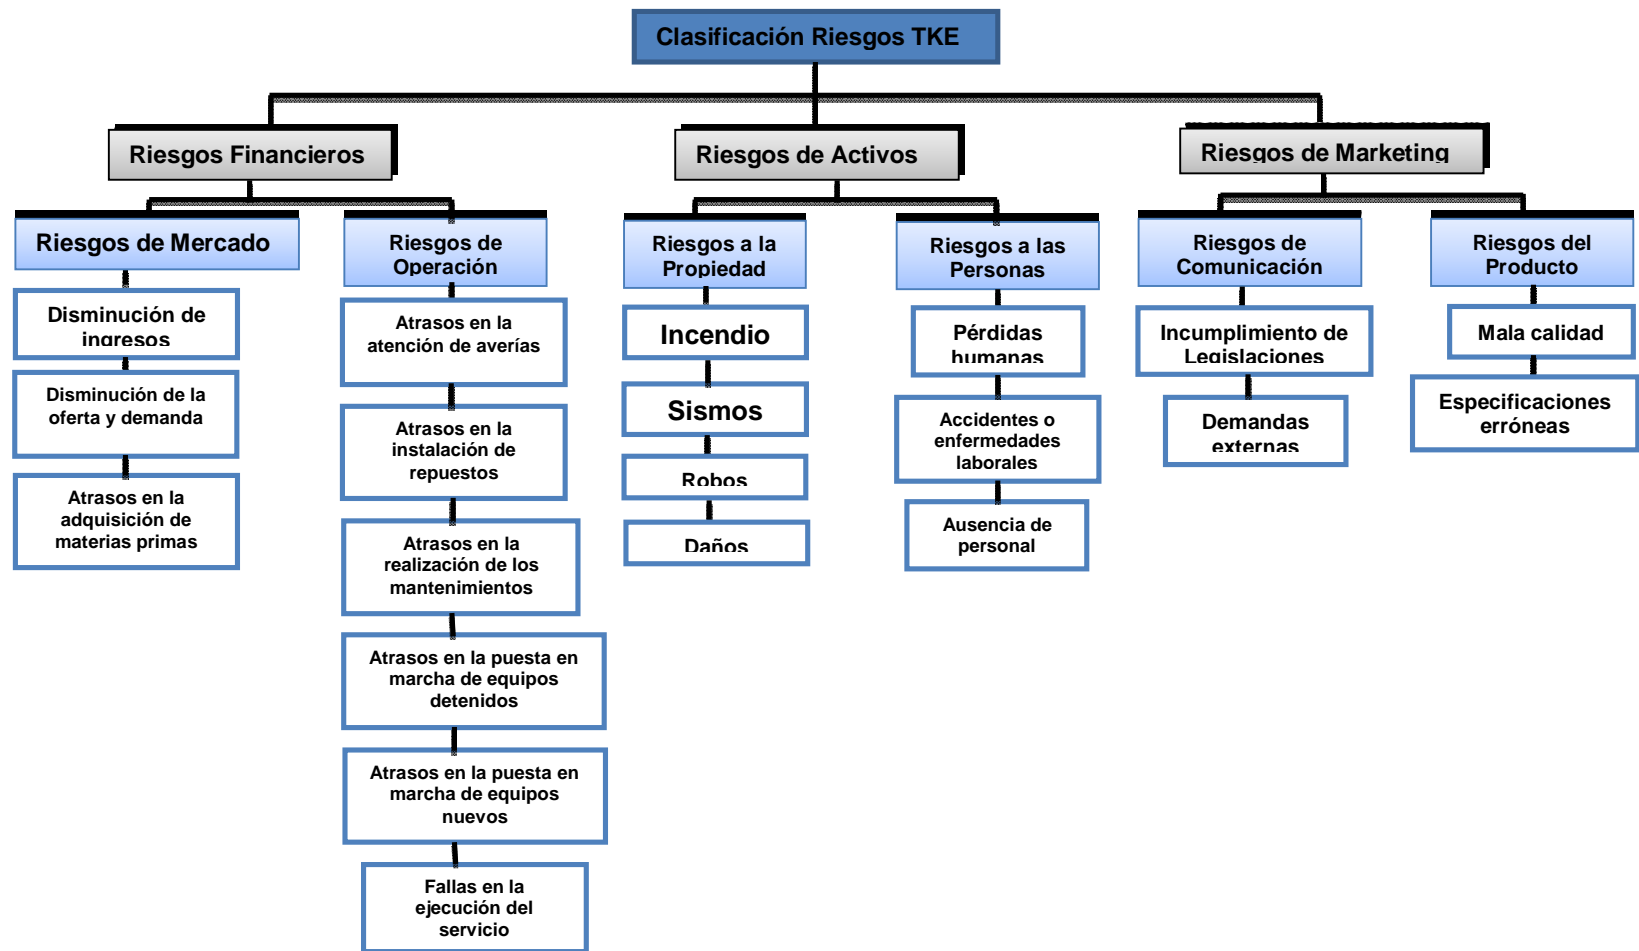 Clasificación Riesgos TKE
Riesgos Financieros
Riesgos de Activos
Riesgos de Marketing
Riesgos de Mercado
Riesgos de
Operación
Riesgos a la
Propiedad
Riesgos a las
Personas
Riesgos de
Comunicación
Riesgos del
Producto
Disminución de
ingresos
Disminución de la
oferta y demanda
Atrasos en la
adquisición de
materias primas
Atrasos en la
atención de averías
Atrasos en la
instalación de
repuestos
Atrasos en la
realización de los
mantenimientos
Atrasos en la puesta en
marcha de equipos
detenidos
Atrasos en la puesta en
marcha de equipos
nuevos
Fallas en la
ejecución del
servicio
Incendio
Sismos
Robos
Daños
Pérdidas
humanas
Accidentes o
enfermedades
laborales
Ausencia de
personal
Incumplimiento de
Legislaciones
Demandas
externas
Mala calidad
Especificaciones
erróneas